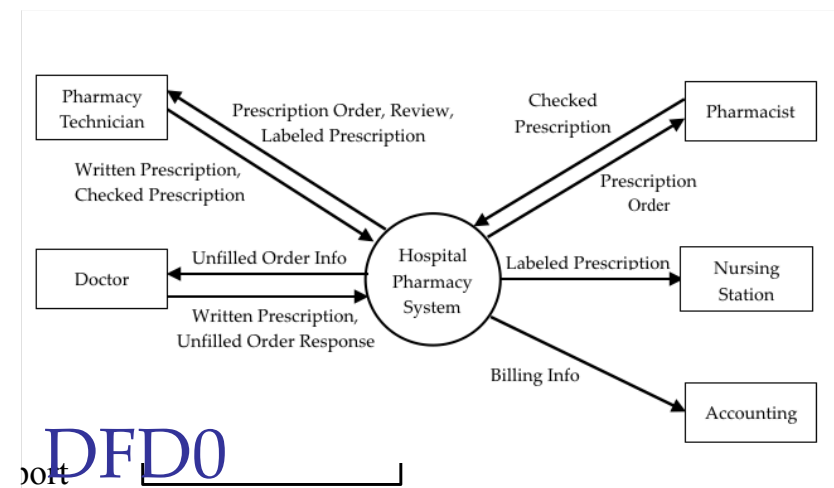 Pharmacy
Technician
Prescription Order, Review,
Labeled Prescription
Written Prescription,
Checked Prescription
Checked
Prescription
Pharmacist
Prescription
Order
Doctor
Unfilled Order Info
Written Prescription,
Unfilled Order Response
Hospital
Pharmacy
System
Labeled Prescription
Nursing
Station
Billing Info
Accounting
DFD0